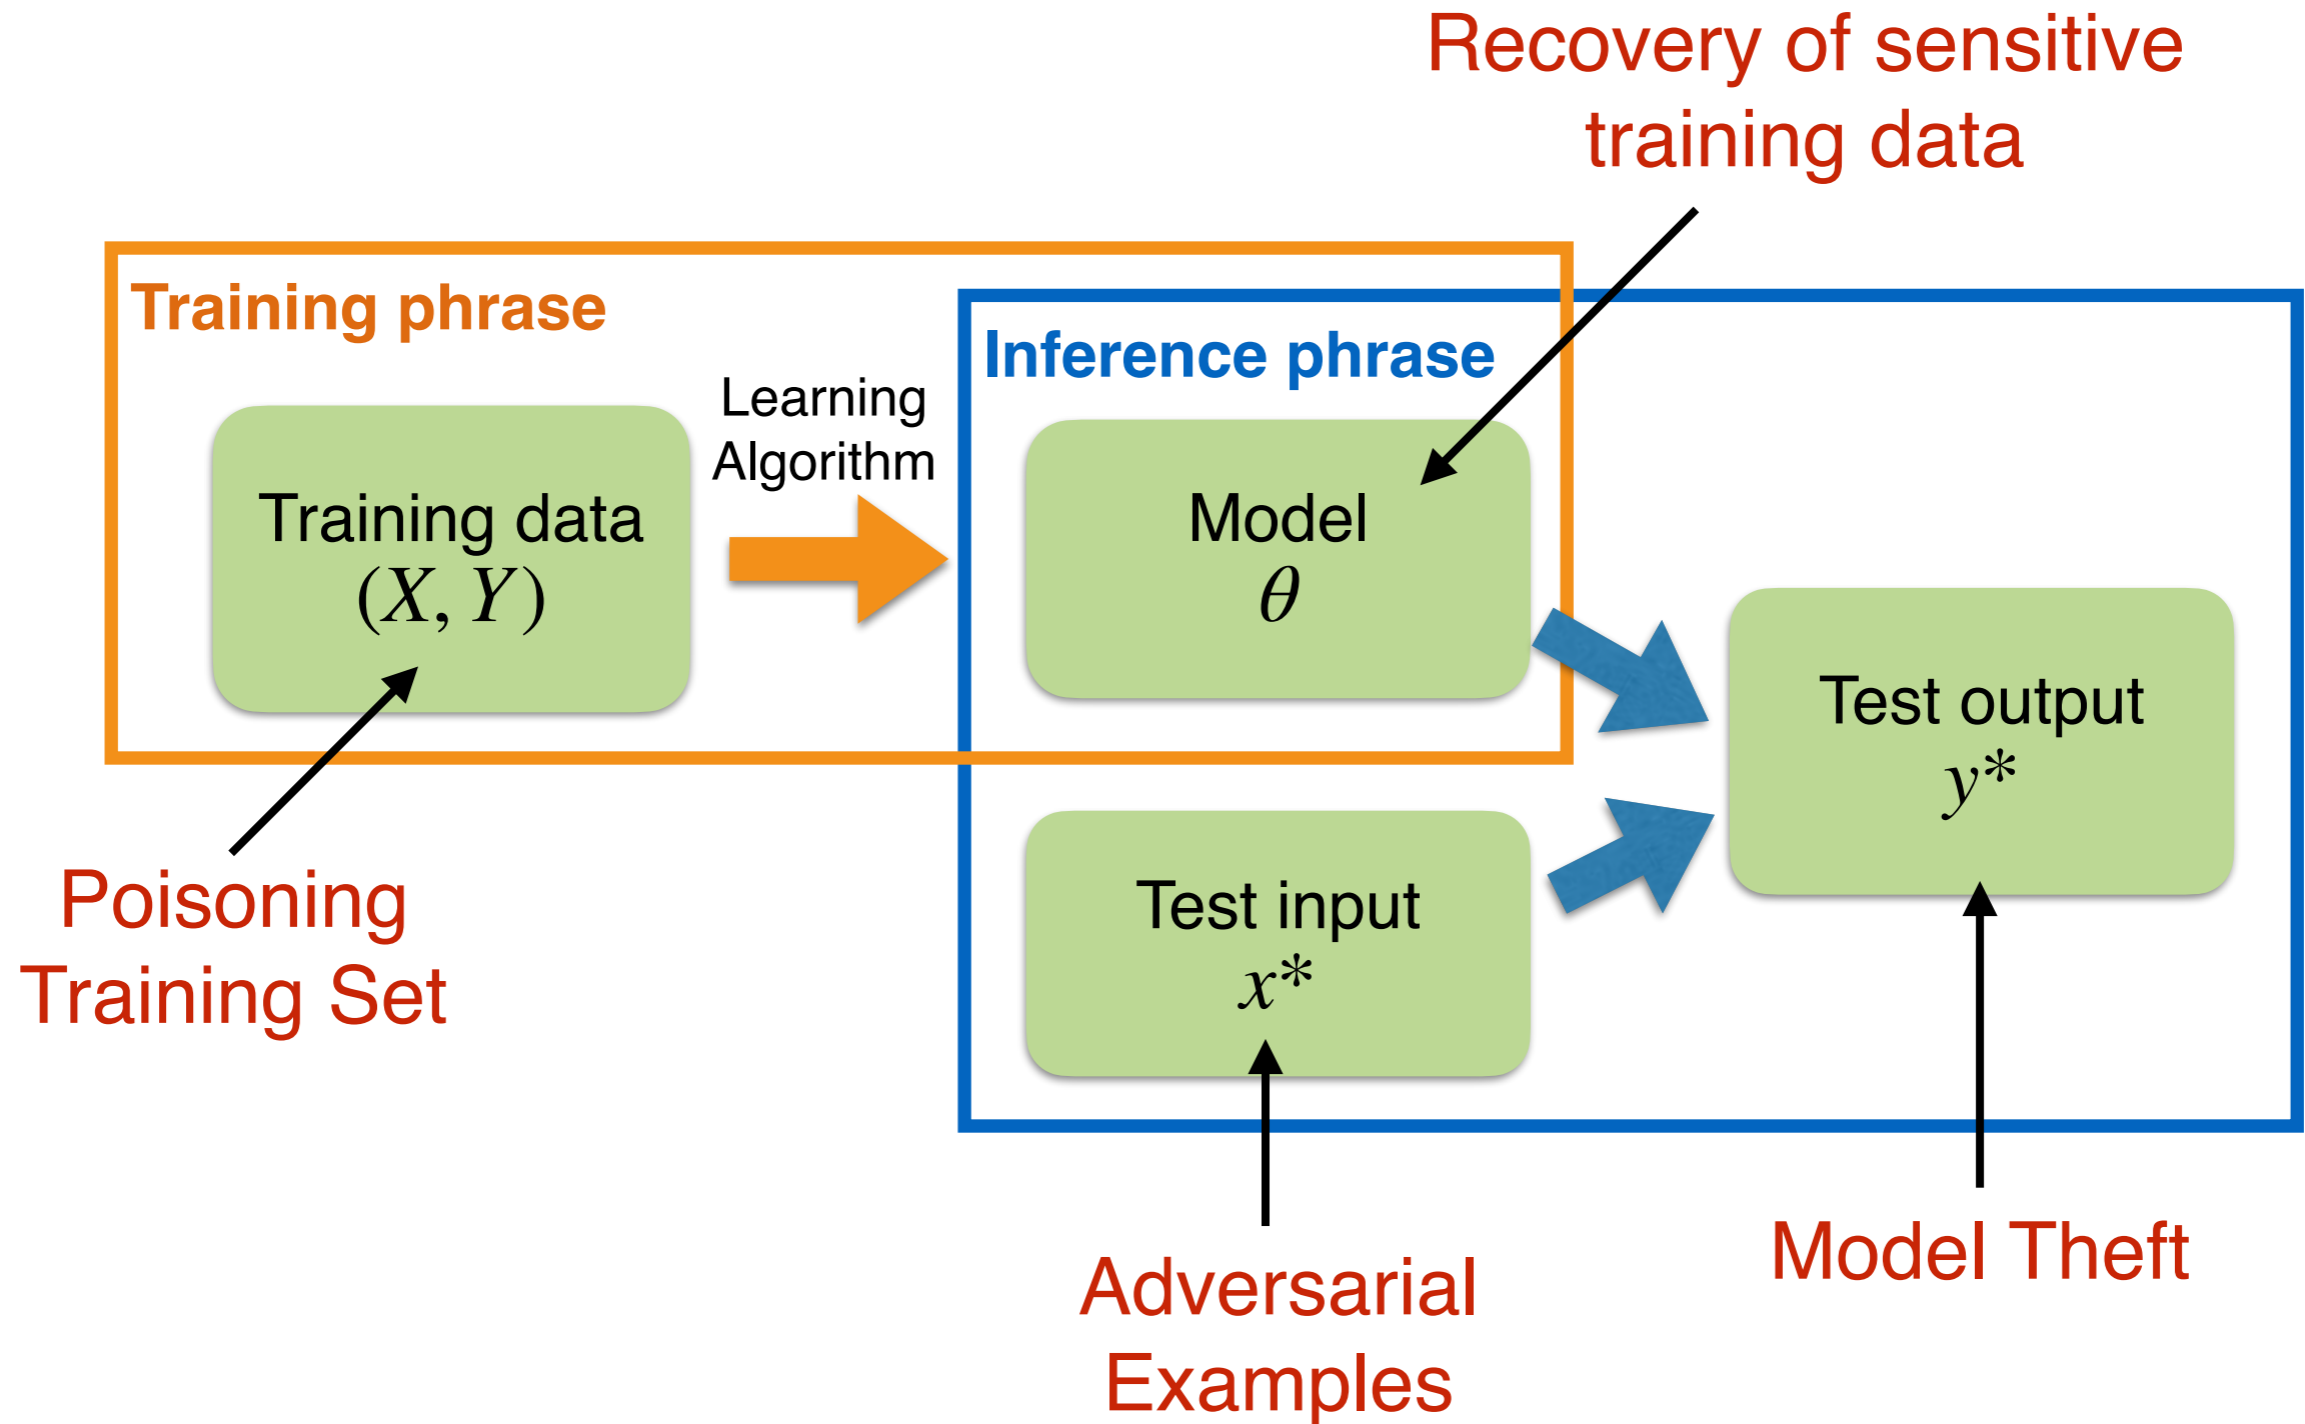 Recovery of sensitive
training data
Training phrase
Inference phrase
Learning
Algorithm
Training data
(X, Y)
Model
θ
Test output
y*
Test input
x*
Poisoning
Training Set
Adversarial
Examples
Model Theft